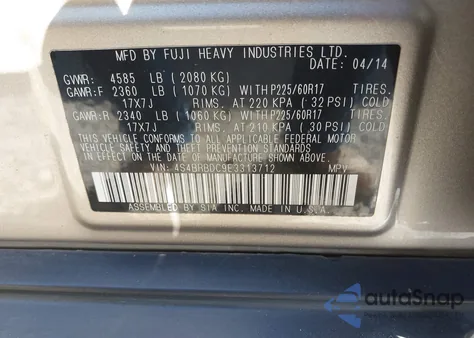 MFD BY FUJI HEAVY INDUSTRIES LTD.
DATE 04/14
GVWR: 4585 LB (2080 KG)
GAWR:F 2360 LB (1070 KG) WITH P225/60R17 TIRES.
17X7J RIMS. AT 220 KPA (32 PSI) COLD
GAWR:R 2340 LB (1060 KG) WITH P225/60R17 TIRES.
17X7J RIMS. AT 210 KPA (30 PSI) COLD
THIS VEHICLE CONFORMS TO ALL APPLICABLE FEDERAL MOTOR
VEHICLE SAFETY STANDARDS IN EFFECT ON THE DATE OF
MANUFACTURE SHOWN ABOVE.
VIN: 4S4BRBDC9E3313712 MPV
ASSEMBLED BY SIA INC. MADE IN U.S.A.
autoSnap